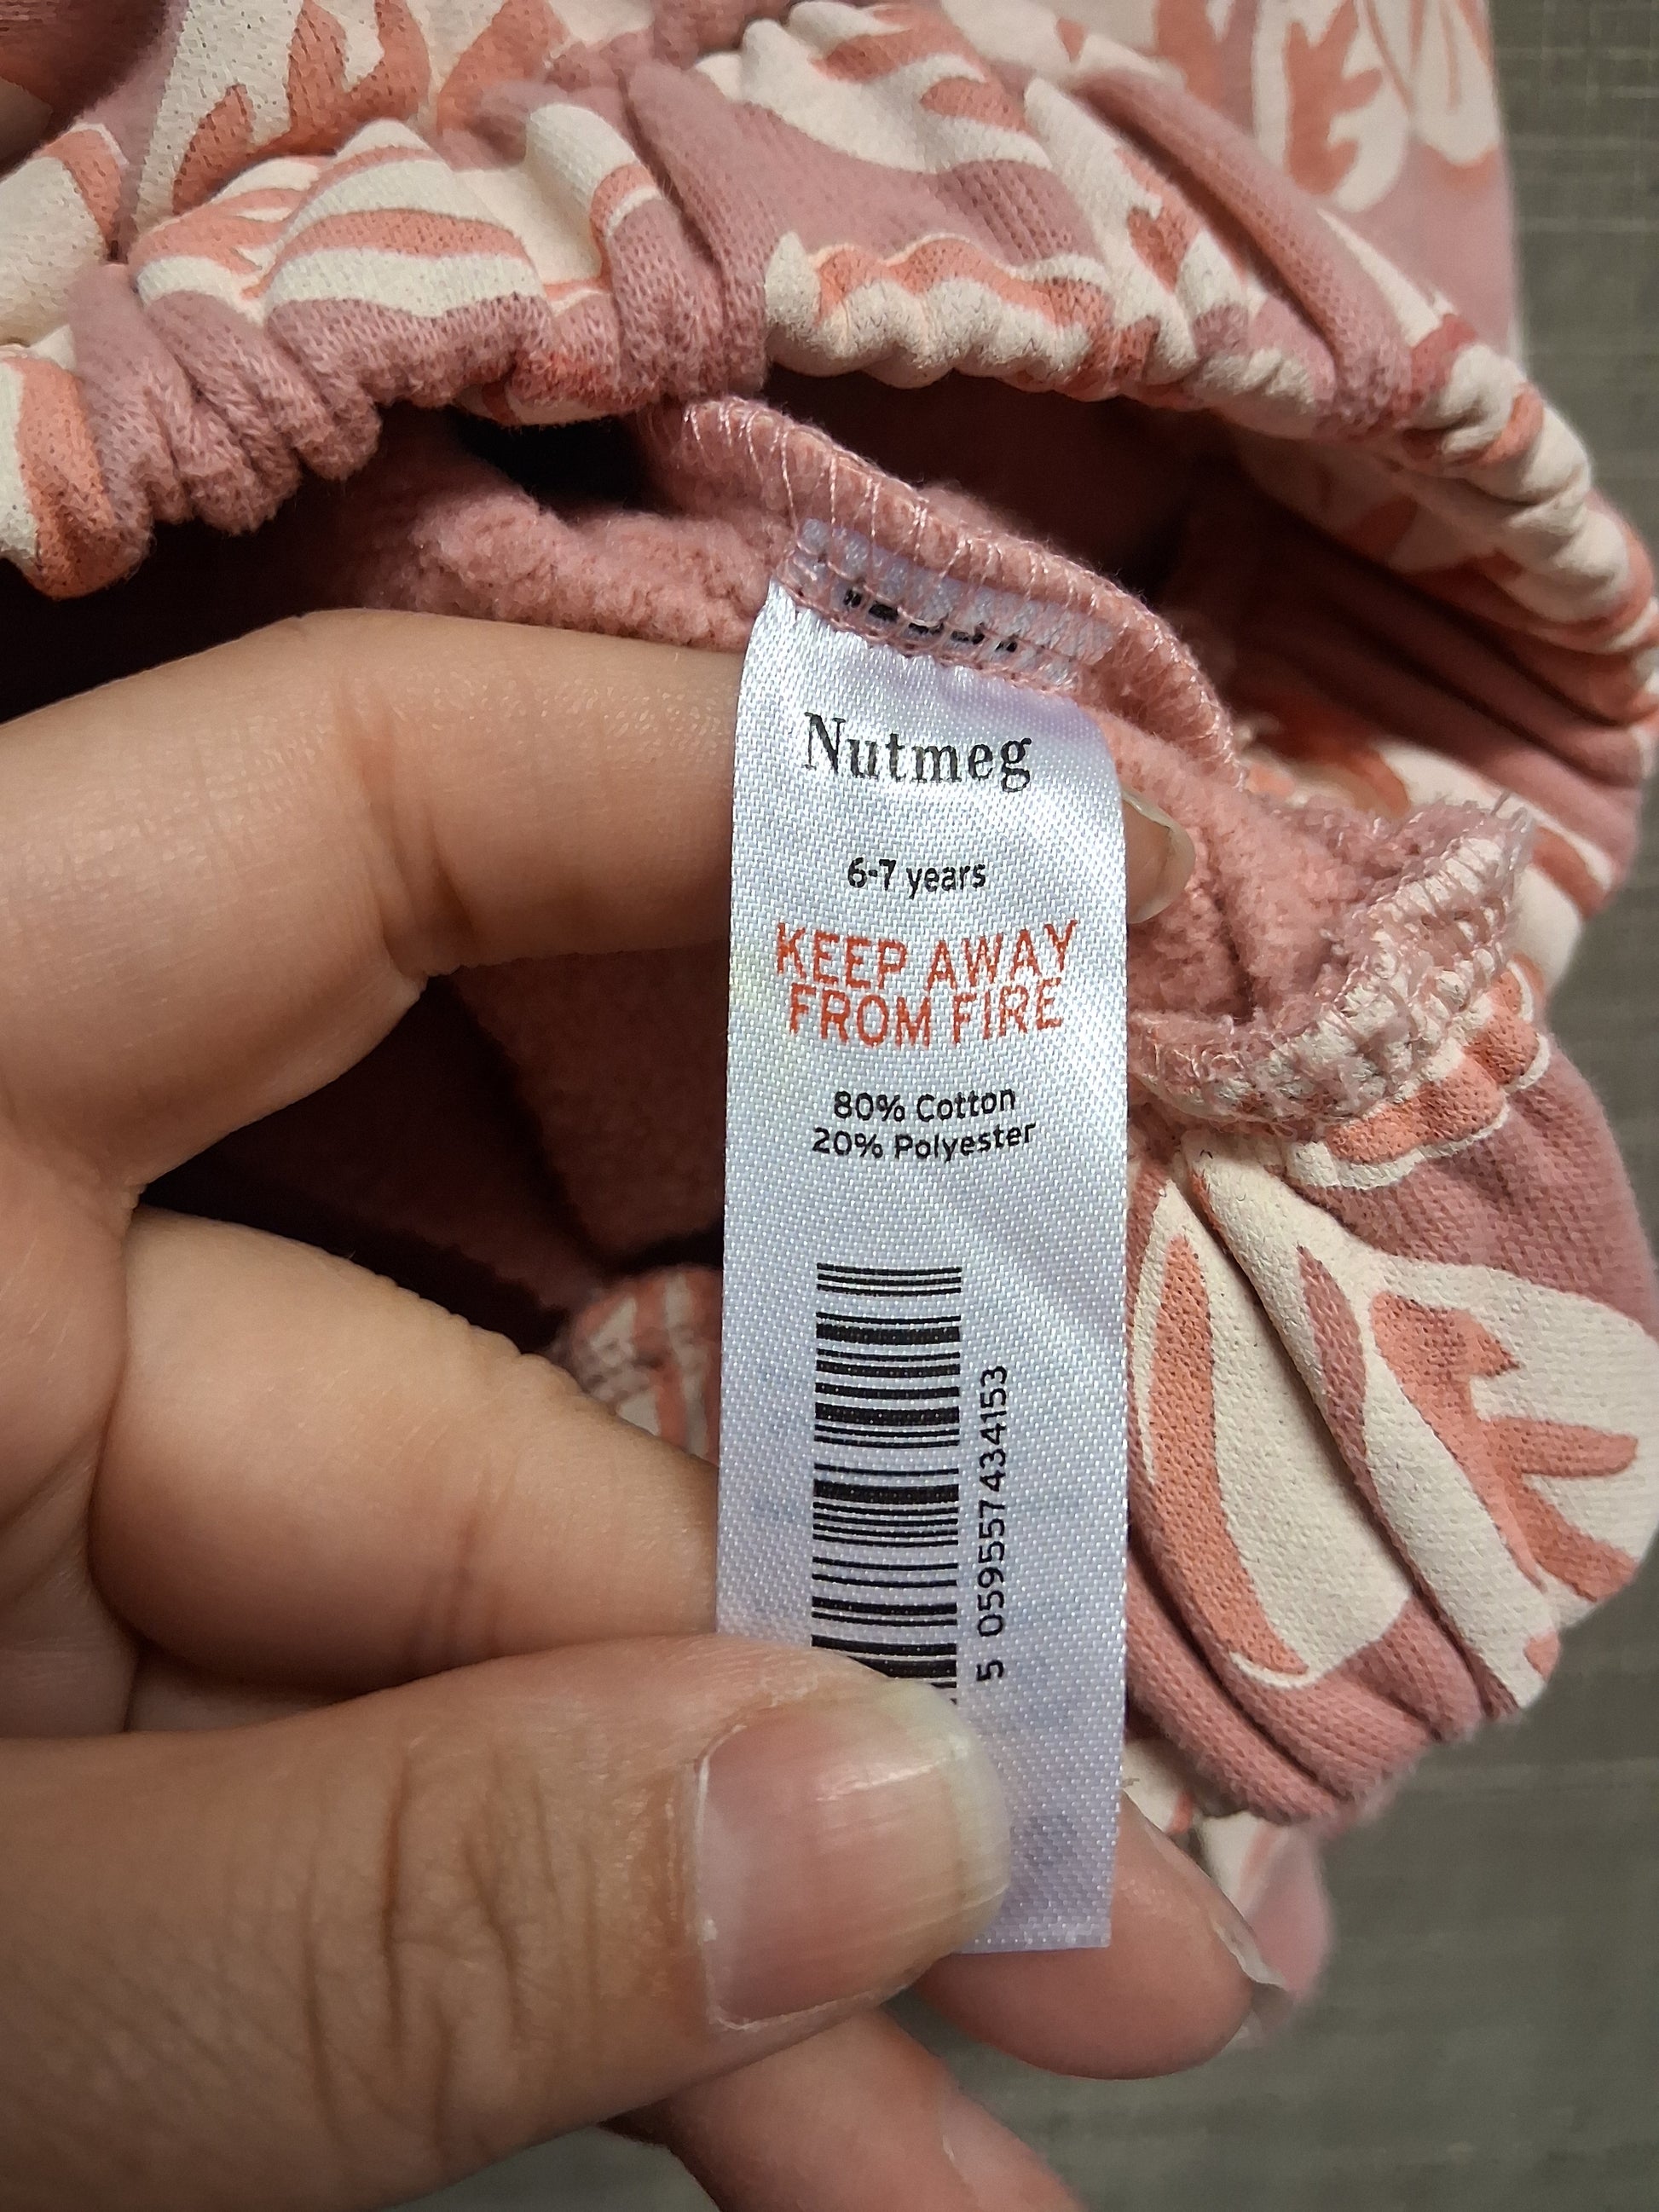 Nutmeg
6-7 years
KEEP AWAY
FROM FIRE
80% Cotton
20% Polyester
5 059557 434153